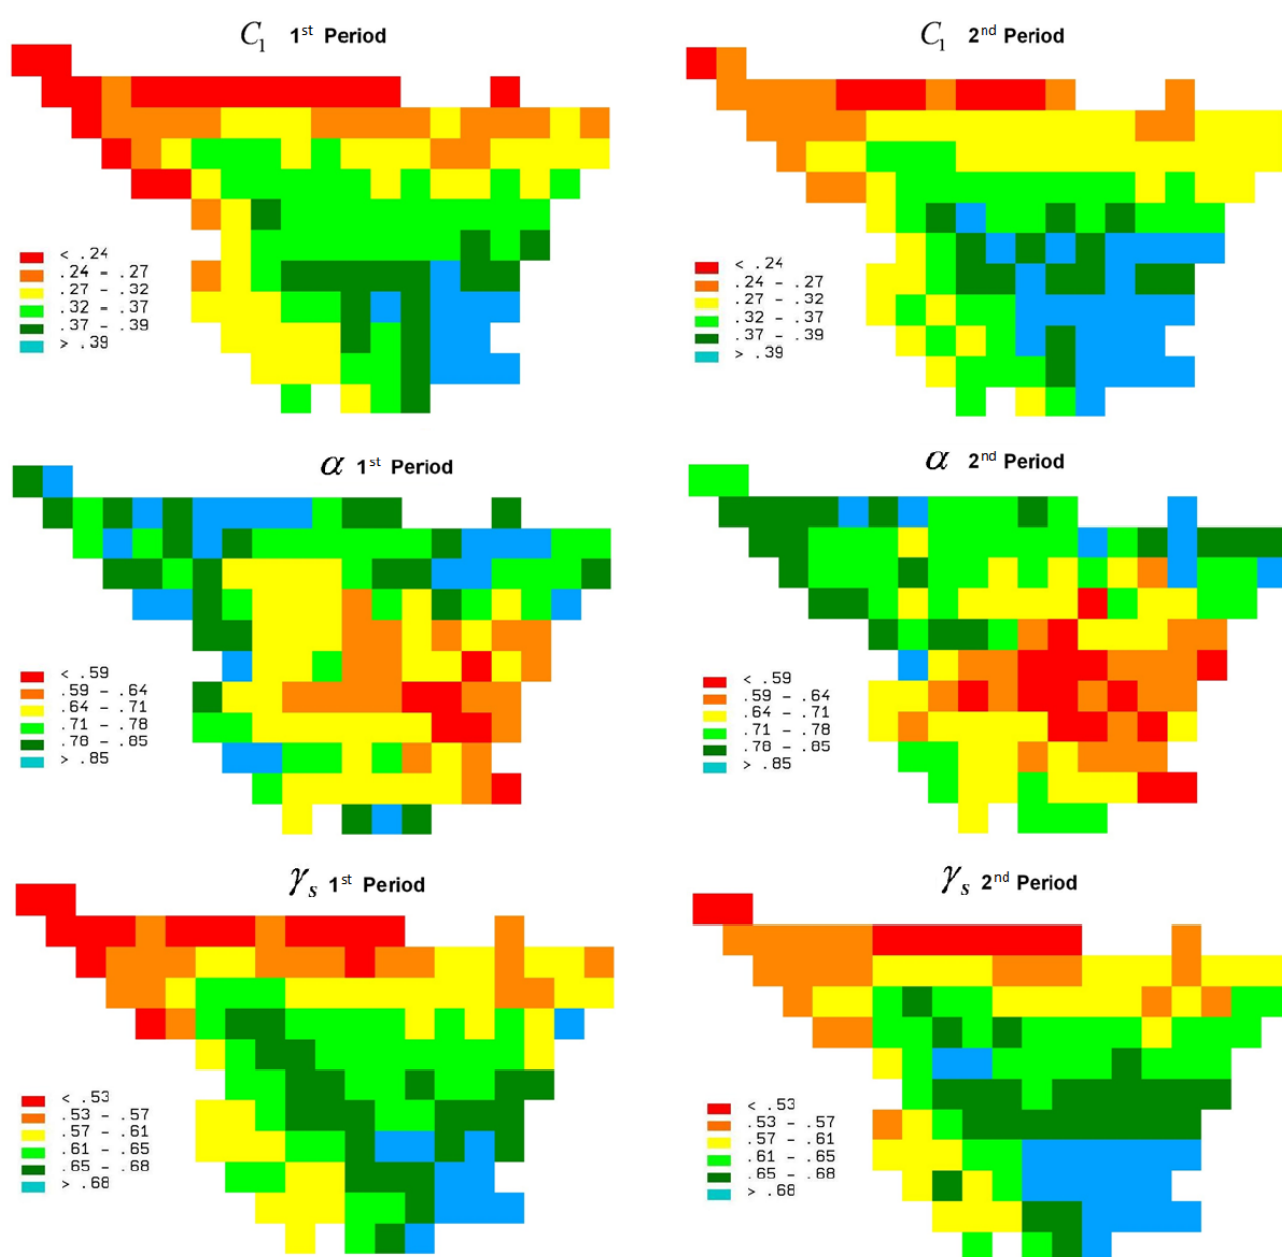 C₁ 1st Period
C₁ 2nd Period
< .24
.24 – .27
.27 – .32
.32 – .37
.37 – .39
> .39
< .24
.24 – .27
.27 – .32
.32 – .37
.37 – .39
> .39
α 1st Period
α 2nd Period
< .59
.59 – .64
.64 – .71
.71 – .78
.78 – .85
> .85
< .59
.59 – .64
.64 – .71
.71 – .78
.78 – .85
> .85
γs 1st Period
γs 2nd Period
< .53
.53 – .57
.57 – .61
.61 – .65
.65 – .68
> .68
< .53
.53 – .57
.57 – .61
.61 – .65
.65 – .68
> .68